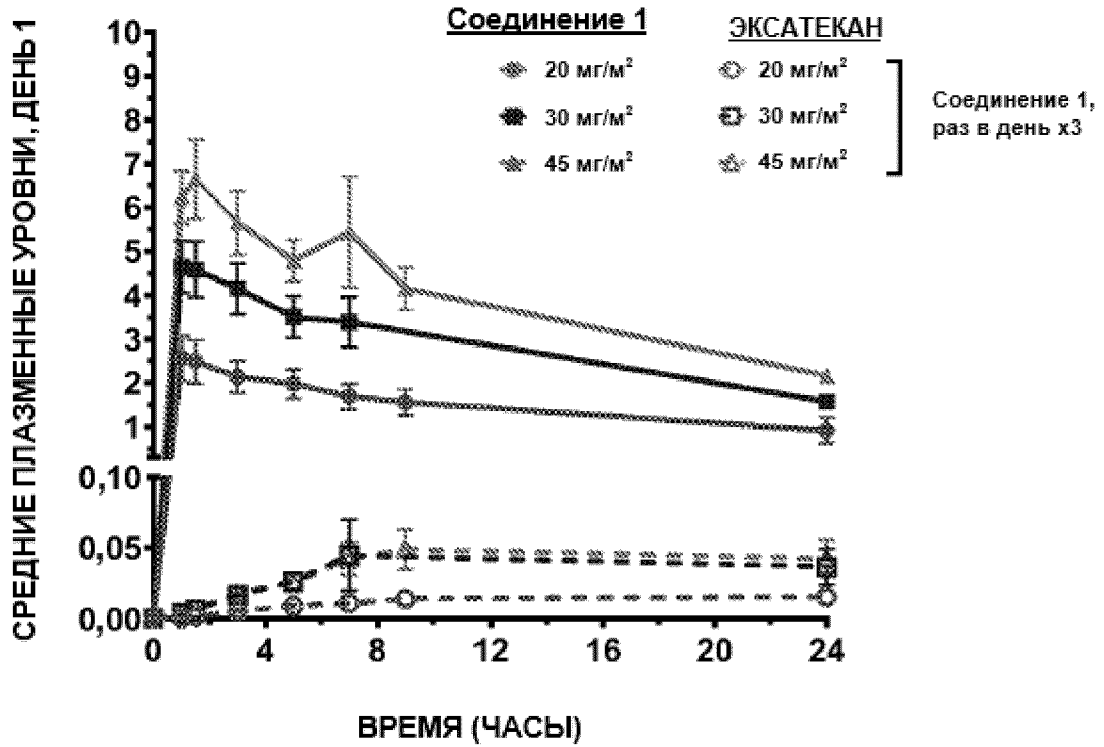 СРЕДНИЕ ПЛАЗМЕННЫЕ УРОВНИ, ДЕНЬ 1
Соединение 1
ЭКСАТЕКАН
20 мг/м²
20 мг/м²
30 мг/м²
30 мг/м²
45 мг/м²
45 мг/м²
Соединение 1,
раз в день x3
10
9
8
7
6
5
4
3
2
1
0,10
0,05
0,00
0 4 8 12 16 20 24
ВРЕМЯ (ЧАСЫ)